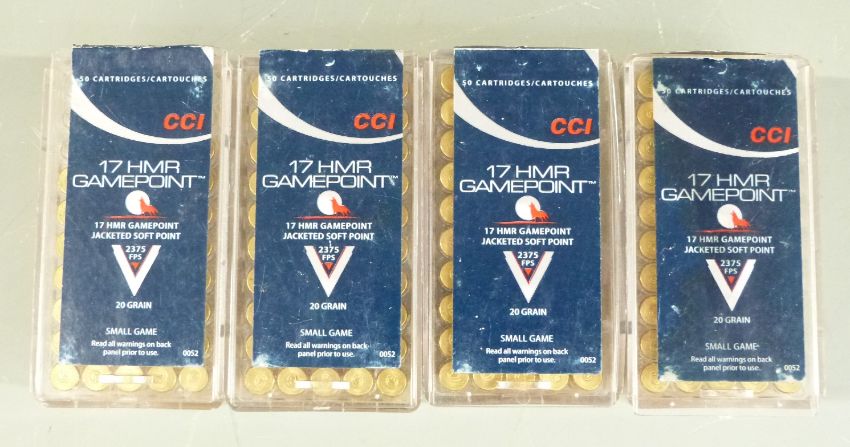 50 CARTRIDGES/CARTOUCHES
CCI
17 HMR
GAMEPOINT™
17 HMR GAMEPOINT
JACKETED SOFT POINT
2375
FPS
20 GRAIN
SMALL GAME
Read all warnings on back
panel prior to use.
0052
50 CARTRIDGES/CARTOUCHES
CCI
17 HMR
GAMEPOINT™
17 HMR GAMEPOINT
JACKETED SOFT POINT
2375
FPS
20 GRAIN
SMALL GAME
Read all warnings on back
panel prior to use.
0052
50 CARTRIDGES/CARTOUCHES
CCI
17 HMR
GAMEPOINT™
17 HMR GAMEPOINT
JACKETED SOFT POINT
2375
FPS
20 GRAIN
SMALL GAME
Read all warnings on back
panel prior to use.
0052
50 CARTRIDGES/CARTOUCHES
CCI
17 HMR
GAMEPOINT™
17 HMR GAMEPOINT
JACKETED SOFT POINT
2375
FPS
20 GRAIN
SMALL GAME
Read all warnings on back
panel prior to use.
0052